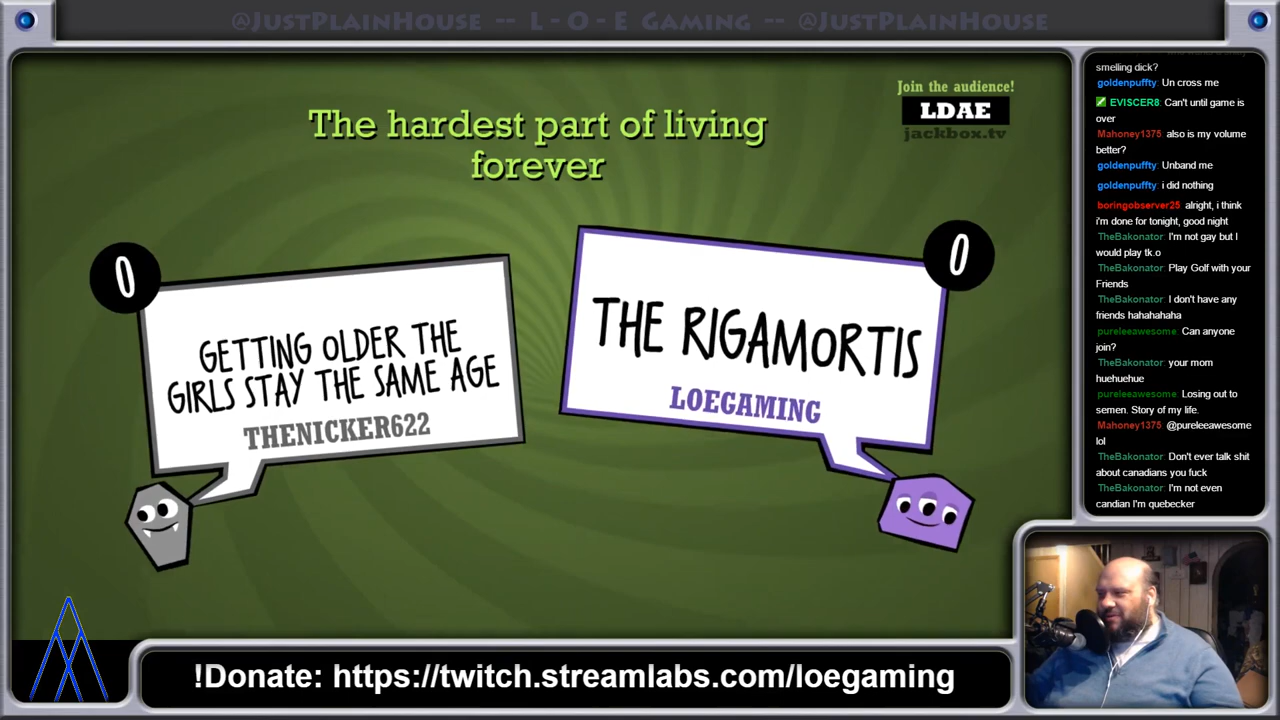 @JustPlainHouse -- L - O - E Gaming -- @JustPlainHouse
Join the audience!
LDAE
jackbox.tv
The hardest part of living
forever
0
GETTING OLDER THE
GIRLS STAY THE SAME AGE
THENICKER622
0
THE RIGAMORTIS
LOEGAMING
smelling dick?
goldenpuffty: Un cross me
EVISCER8: Can't until game is
over
Mahoney1375: also is my volume
better?
goldenpuffty: Unband me
goldenpuffty: i did nothing
boringobserver25: alright, i think
i'm done for tonight, good night
TheBakonator: I'm not gay but I
would play tk.o
TheBakonator: Play Golf with your
Friends
TheBakonator: I don't have any
friends hahahahaha
pureleeawesome: Can anyone
join?
TheBakonator: your mom
huehuehue
pureleeawesome: Losing out to
semen. Story of my life.
Mahoney1375: @pureleeawesome
lol
TheBakonator: Don't ever talk shit
about canadians you fuck
TheBakonator: I'm not even
candian I'm quebecker
!Donate: https://twitch.streamlabs.com/loegaming